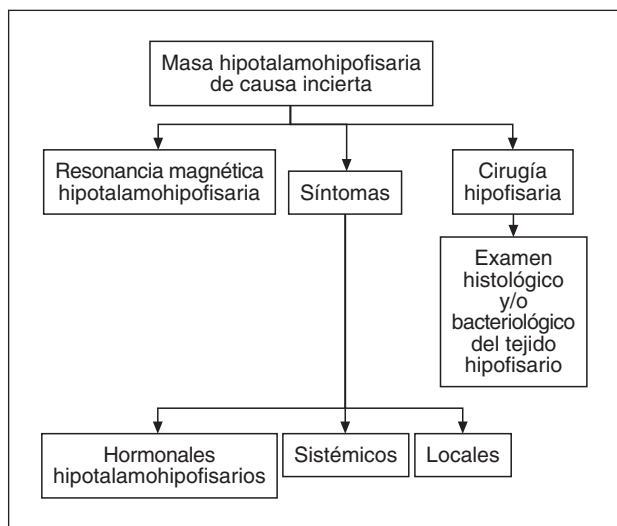 Masa hipotalamohipofisaria
de causa incierta
Resonancia magnética
hipotalamohipofisaria
Síntomas
Cirugía
hipofisaria
Examen
histológico
y/o
bacteriológico
del tejido
hipofisario
Hormonales
hipotalamohipofisarios
Sistémicos
Locales